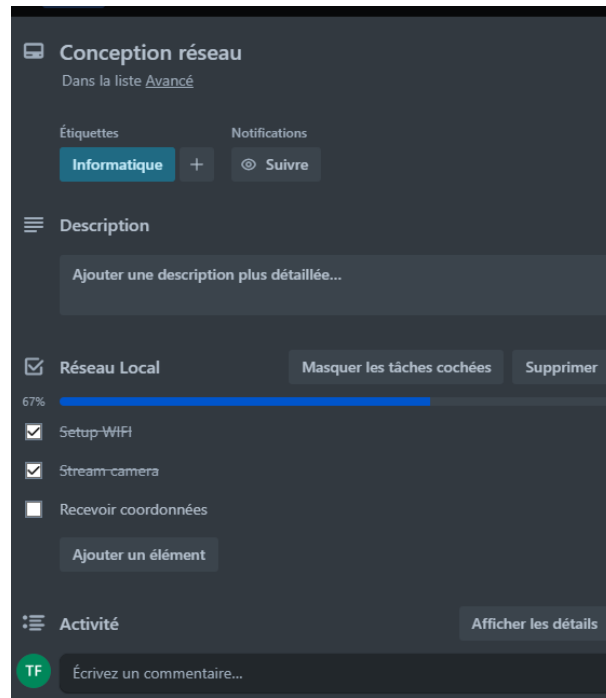 Conception réseau
Dans la liste Avancé
Étiquettes Notifications
Informatique + Suivre
Description
Ajouter une description plus détaillée...
Réseau Local Masquer les tâches cochées Supprimer
67%
Setup WIFI
Stream camera
Recevoir coordonnées
Ajouter un élément
Activité Afficher les détails
TF Écrivez un commentaire...